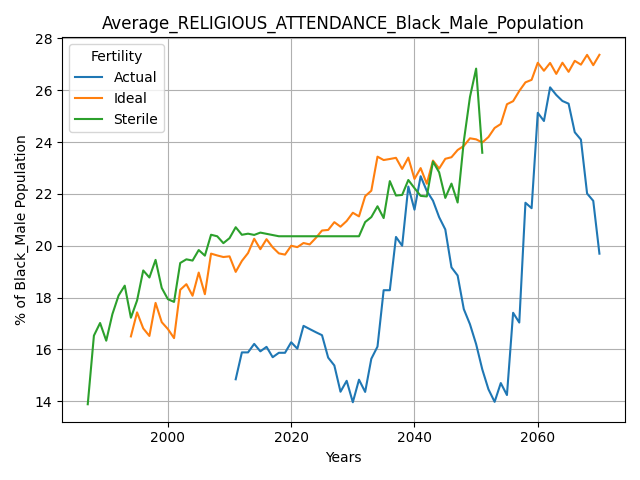 Average_RELIGIOUS_ATTENDANCE_Black_Male_Population
28
26
24
22
20
18
16
14
% of Black_Male Population
Fertility
Actual
Ideal
Sterile
2000
2020
2040
2060
Years